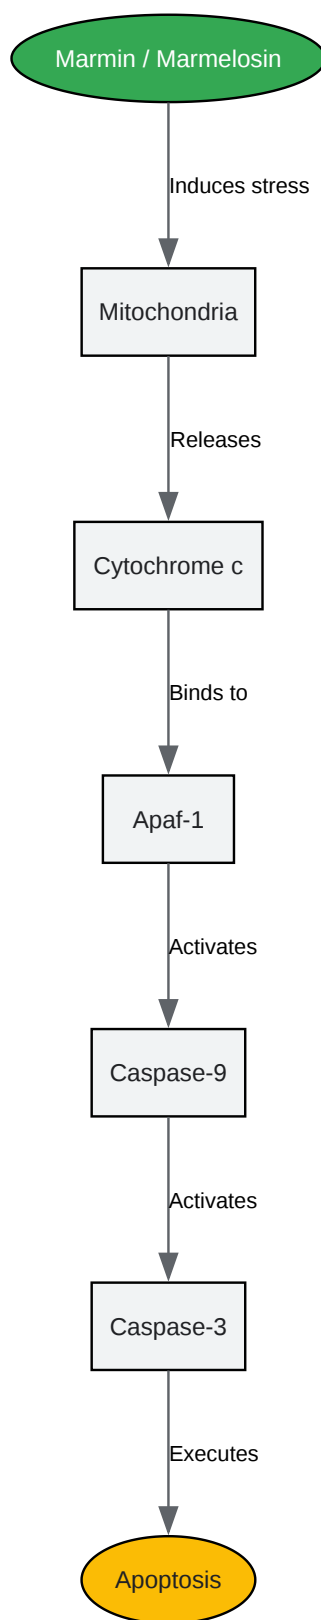 Marmin / Marmelosin
Induces stress
Mitochondria
Releases
Cytochrome c
Binds to
Apaf-1
Activates
Caspase-9
Activates
Caspase-3
Executes
Apoptosis